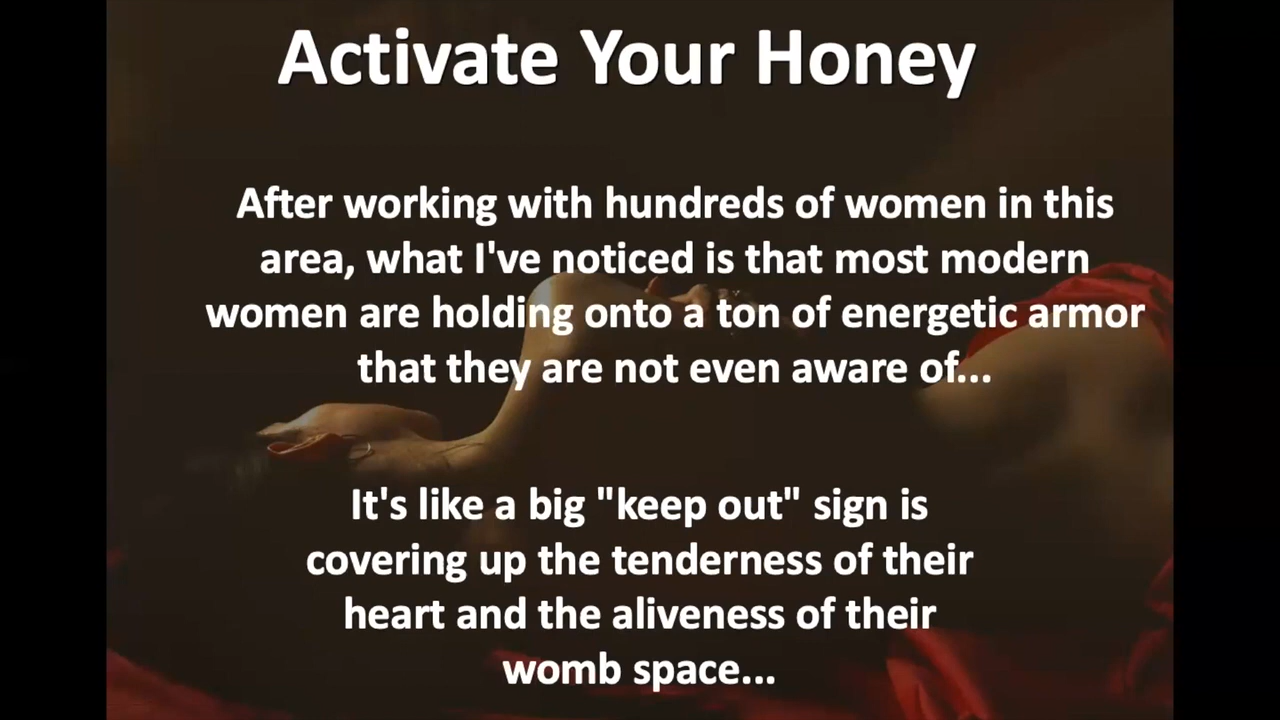 Activate Your Honey
After working with hundreds of women in this
area, what I've noticed is that most modern
women are holding onto a ton of energetic armor
that they are not even aware of...
It's like a big "keep out" sign is
covering up the tenderness of their
heart and the aliveness of their
womb space...